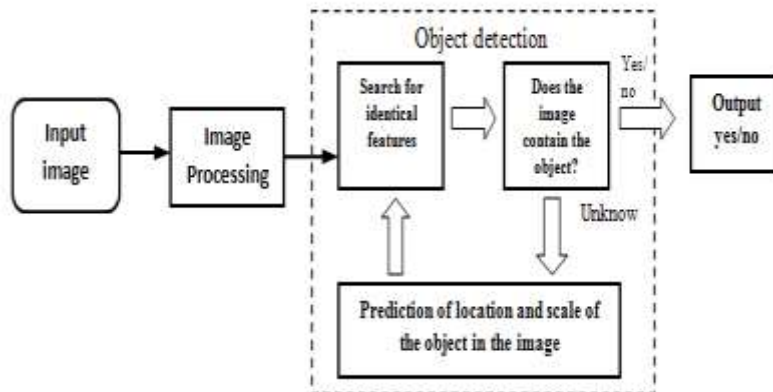 Object detection
Input
image
Image
Processing
Search for
identical
features
Does the
image
contain the
object?
Yes/
no
Output
yes/no
Unknow
Prediction of location and scale of
the object in the image